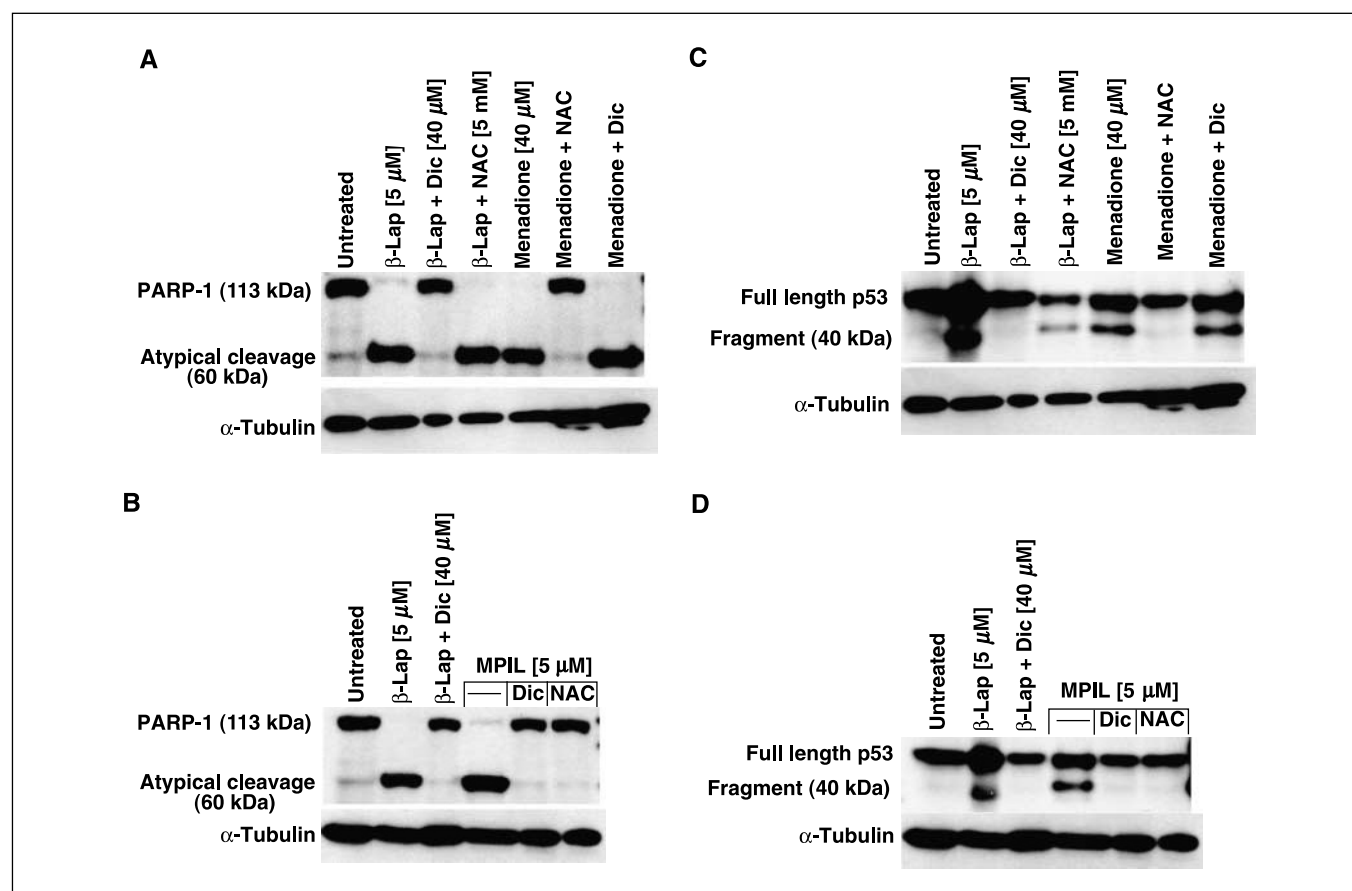 A
Untreated
β-Lap [5 μM]
β-Lap + Dic [40 μM]
β-Lap + NAC [5 mM]
Menadione [40 μM]
Menadione + NAC
Menadione + Dic
PARP-1 (113 kDa)
Atypical cleavage
(60 kDa)
α-Tubulin
B
Untreated
β-Lap [5 μM]
β-Lap + Dic [40 μM]
MPIL [5 μM]
—
Dic
NAC
PARP-1 (113 kDa)
Atypical cleavage
(60 kDa)
α-Tubulin
C
Untreated
β-Lap [5 μM]
β-Lap + Dic [40 μM]
β-Lap + NAC [5 mM]
Menadione [40 μM]
Menadione + NAC
Menadione + Dic
Full length p53
Fragment (40 kDa)
α-Tubulin
D
Untreated
β-Lap [5 μM]
β-Lap + Dic [40 μM]
MPIL [5 μM]
—
Dic
NAC
Full length p53
Fragment (40 kDa)
α-Tubulin